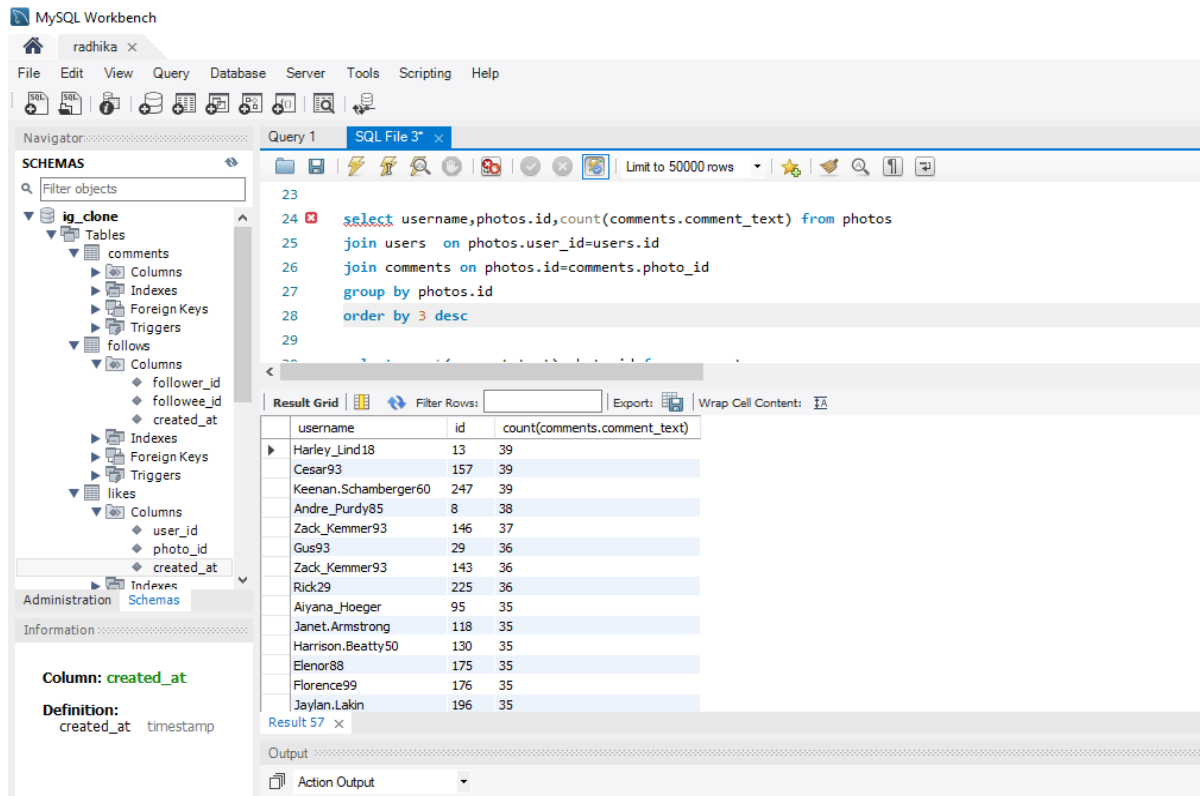 MySQL Workbench
radhika
File Edit View Query Database Server Tools Scripting Help
SQL SQL
Navigator
Query 1 SQL File 3*
SCHEMAS
Limit to 50000 rows
Filter objects
ig_clone
Tables
comments
Columns
Indexes
Foreign Keys
Triggers
follows
Columns
follower_id
followee_id
created_at
Indexes
Foreign Keys
Triggers
likes
Columns
user_id
photo_id
created_at
Indexes
Administration Schemas
Information
Column: created_at
Definition:
created_at timestamp
23
24 select username,photos.id,count(comments.comment_text) from photos
25 join users on photos.user_id=users.id
26 join comments on photos.id=comments.photo_id
27 group by photos.id
28 order by 3 desc
29
Result Grid Filter Rows: Export: Wrap Cell Content: IA
username id count(comments.comment_text)
Harley_Lind18 13 39
Cesar93 157 39
Keenan.Schamberger60 247 39
Andre_Purdy85 8 38
Zack_Kemmer93 146 37
Gus93 29 36
Zack_Kemmer93 143 36
Rick29 225 36
Aiyana_Hoeger 95 35
Janet.Armstrong 118 35
Harrison.Beatty50 130 35
Elenor88 175 35
Florence99 176 35
Jaylan.Lakin 196 35
Result 57
Output
Action Output